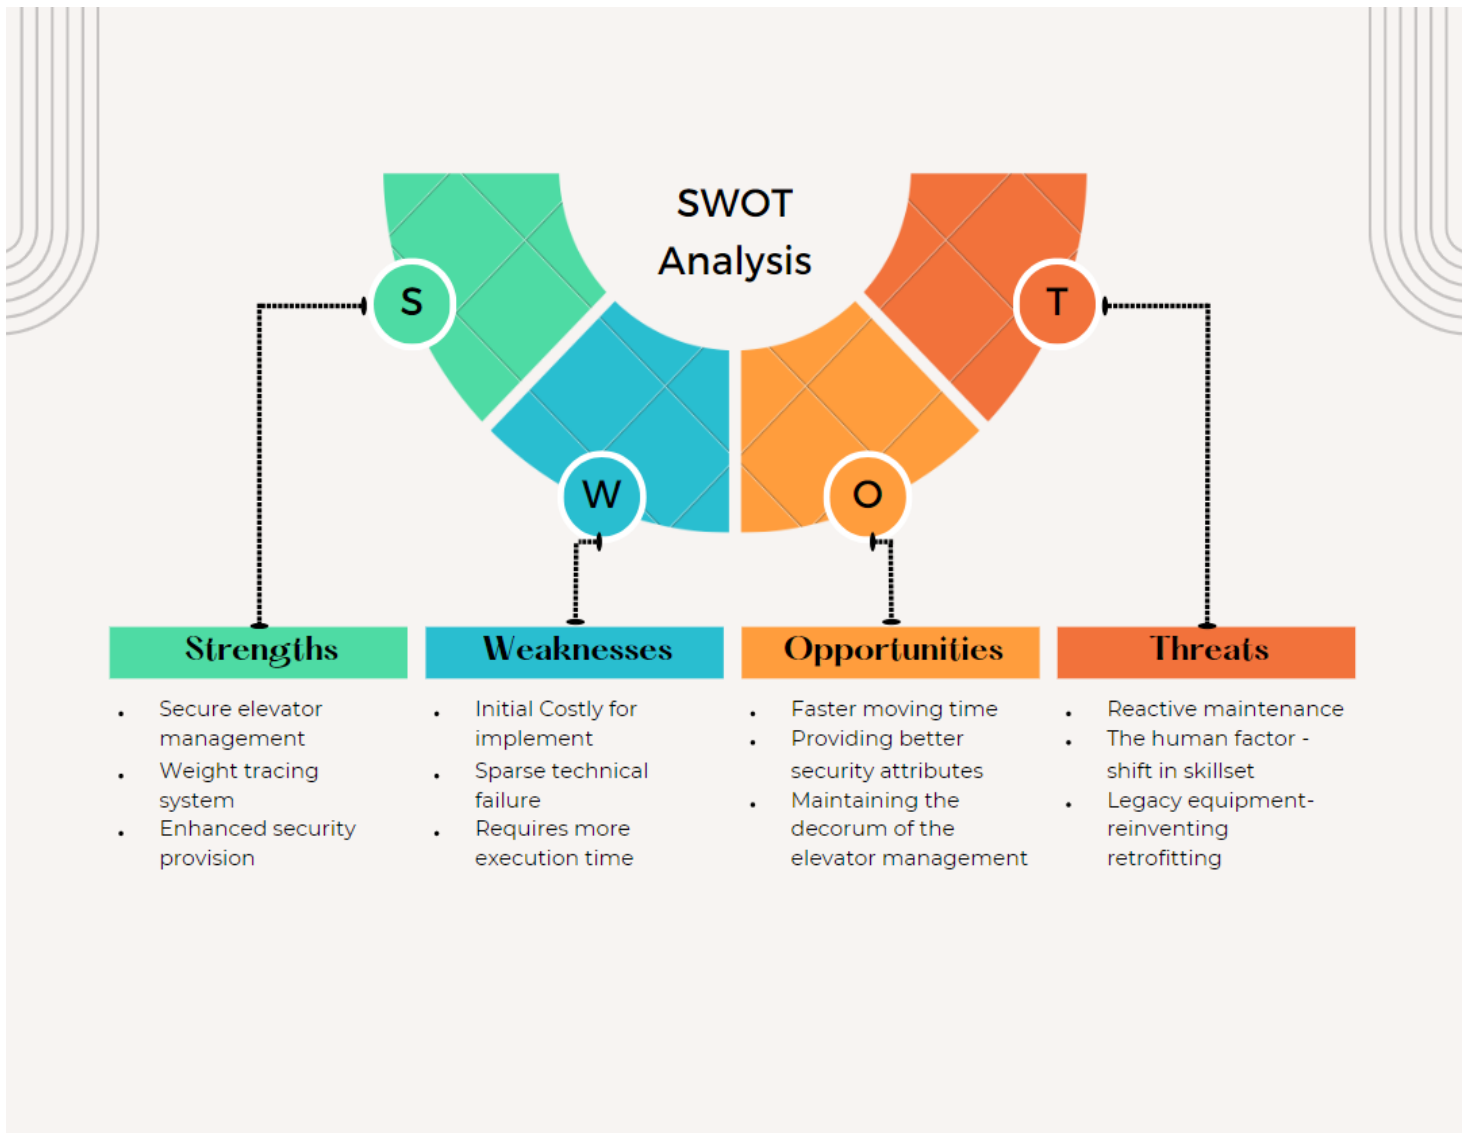 SWOT
Analysis
S
T
W
O
Strengths
• Secure elevator
management
• Weight tracing
system
• Enhanced security
provision
Weaknesses
• Initial Costly for
implement
• Sparse technical
failure
• Requires more
execution time
Opportunities
• Faster moving time
• Providing better
security attributes
• Maintaining the
decorum of the
elevator management
Threats
• Reactive maintenance
• The human factor -
shift in skillset
• Legacy equipment-
reinventing
retrofitting